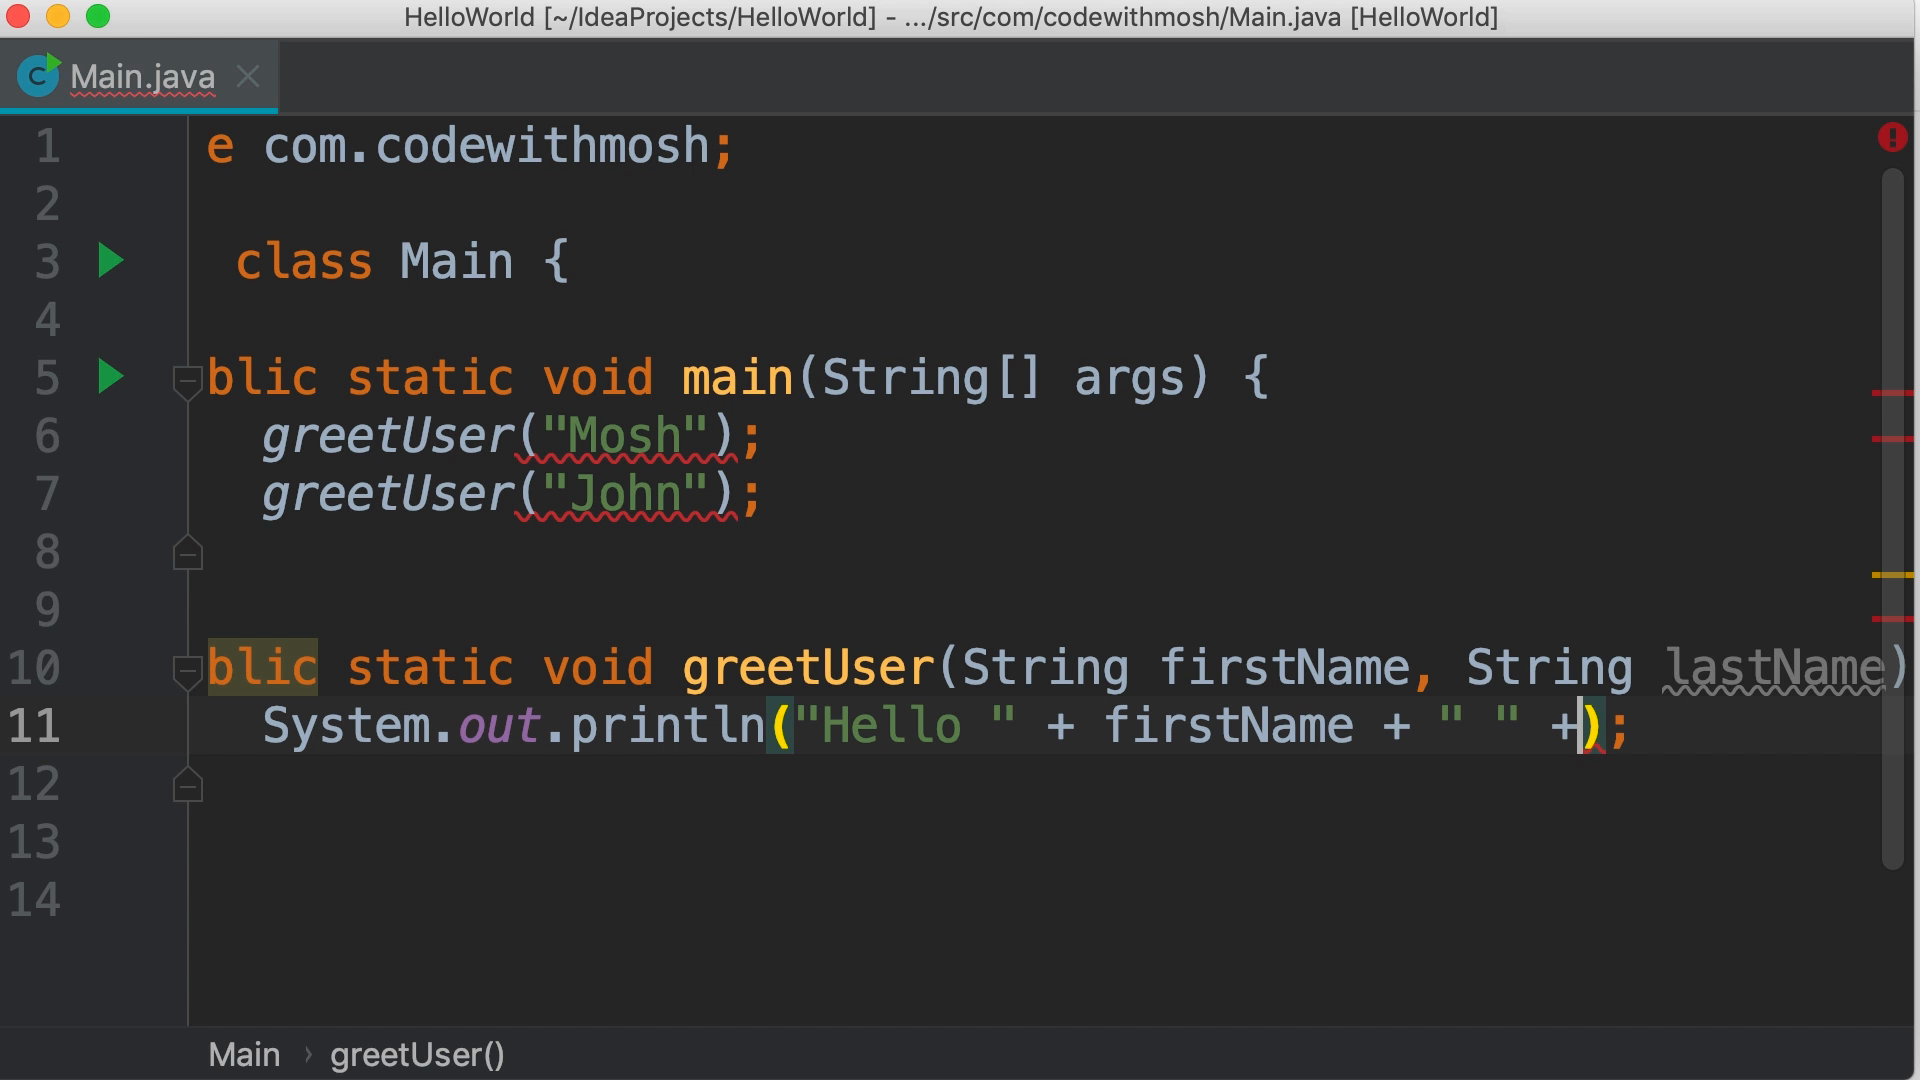 HelloWorld [~/IdeaProjects/HelloWorld] - .../src/com/codewithmosh/Main.java [HelloWorld]
C Main.java
1 e com.codewithmosh;
2
3 class Main {
4
5 blic static void main(String[] args) {
6 greetUser("Mosh");
7 greetUser("John");
8
9
10 blic static void greetUser(String firstName, String lastName)
11 System.out.println("Hello " + firstName + " " +);
12
13
14
Main › greetUser()